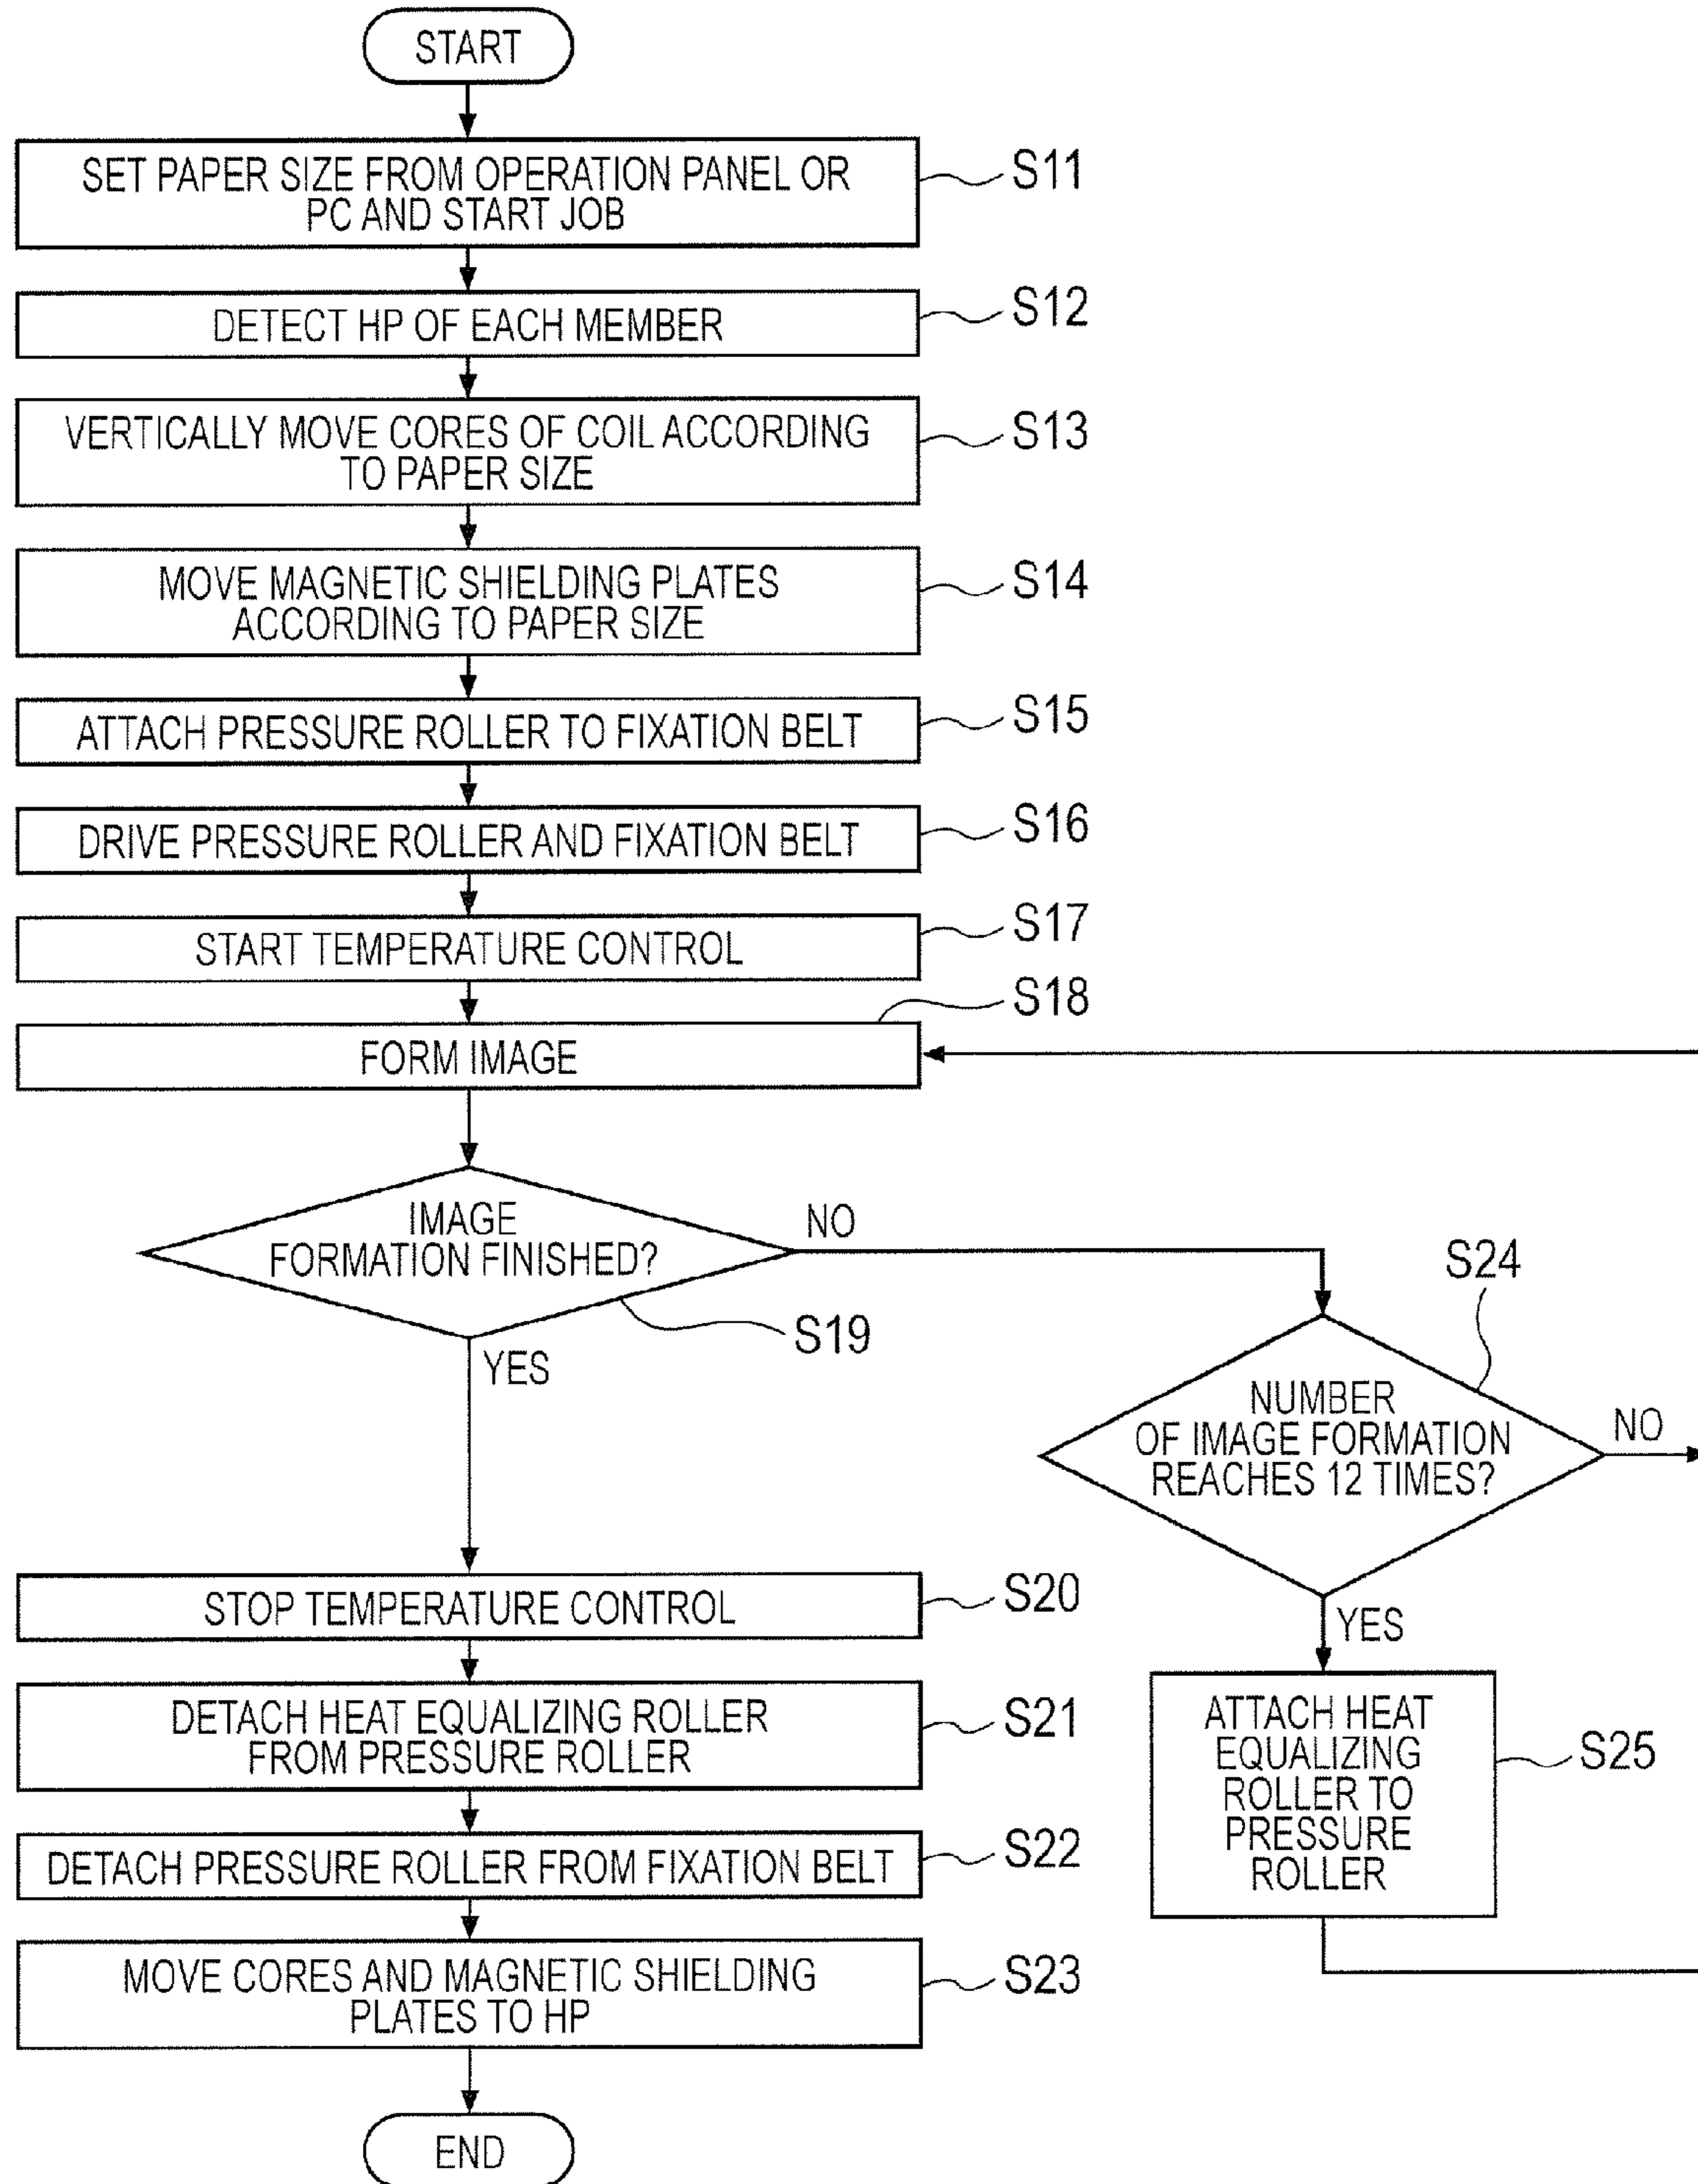 START
SET PAPER SIZE FROM OPERATION PANEL OR
PC AND START JOB
S11
DETECT HP OF EACH MEMBER
S12
VERTICALLY MOVE CORES OF COIL ACCORDING
TO PAPER SIZE
S13
MOVE MAGNETIC SHIELDING PLATES
ACCORDING TO PAPER SIZE
S14
ATTACH PRESSURE ROLLER TO FIXATION BELT
S15
DRIVE PRESSURE ROLLER AND FIXATION BELT
S16
START TEMPERATURE CONTROL
S17
FORM IMAGE
S18
IMAGE
FORMATION FINISHED?
NO
S19
YES
S24
NUMBER
OF IMAGE FORMATION
REACHES 12 TIMES?
NO
YES
ATTACH HEAT
EQUALIZING
ROLLER TO
PRESSURE
ROLLER
S25
STOP TEMPERATURE CONTROL
S20
DETACH HEAT EQUALIZING ROLLER
FROM PRESSURE ROLLER
S21
DETACH PRESSURE ROLLER FROM FIXATION BELT
S22
MOVE CORES AND MAGNETIC SHIELDING
PLATES TO HP
S23
END